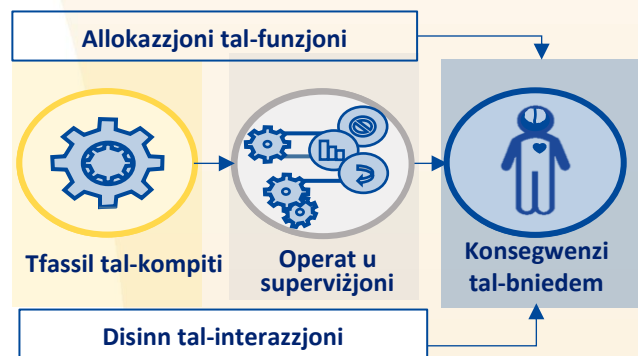 Allokazzjoni tal-funzjoni
Tfassil tal-kompiti
Operat u
superviżjoni
Konsegwenzi
tal-bniedem
Disinn tal-interazzjoni